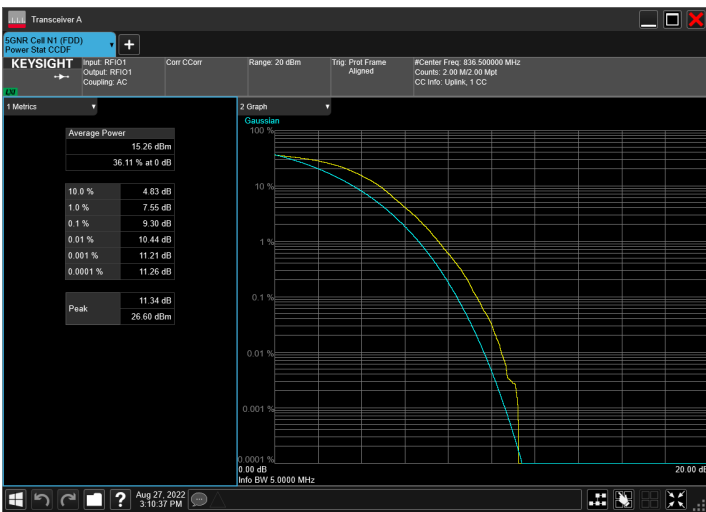 Transceiver A
5GNR Cell N1 (FDD)
Power Stat CCDF
KEYSIGHT
LXI
Input: RFIO1
Output: RFIO1
Coupling: AC
Corr CCorr
Range: 20 dBm
Trig: Prot Frame
Aligned
#Center Freq: 836.500000 MHz
Counts: 2.00 M/2.00 Mpt
CC Info: Uplink, 1 CC
1 Metrics
Average Power
15.26 dBm
36.11 % at 0 dB
10.0 % 4.83 dB
1.0 % 7.55 dB
0.1 % 9.30 dB
0.01 % 10.44 dB
0.001 % 11.21 dB
0.0001 % 11.26 dB
Peak
11.34 dB
26.60 dBm
2 Graph
Gaussian
100 %
10 %
1 %
0.1 %
0.01 %
0.001 %
0.0001 %
0.00 dB 20.00 dB
Info BW 5.0000 MHz
?
Aug 27, 2022
3:10:37 PM